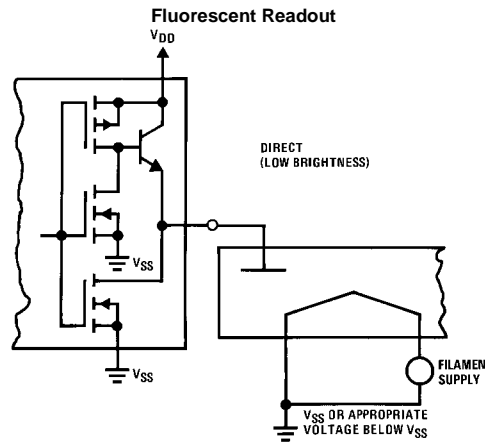 Fluorescent Readout
VDD
DIRECT
(LOW BRIGHTNESS)
VSS
VSS
FILAMEN
SUPPLY
VSS OR APPROPRIATE
VOLTAGE BELOW VSS